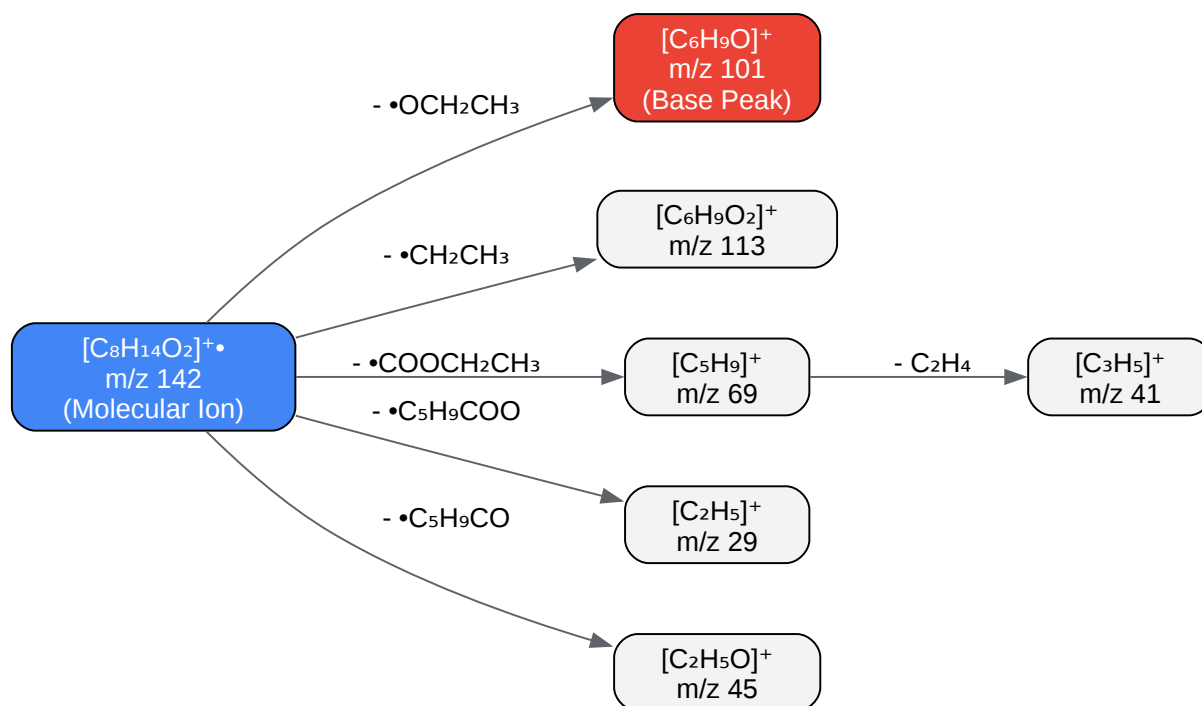 [C₆H₉O]⁺
m/z 101
(Base Peak)
- •OCH₂CH₃
[C₆H₉O₂]⁺
m/z 113
- •CH₂CH₃
[C₈H₁₄O₂]⁺•
m/z 142
(Molecular Ion)
- •COOCH₂CH₃
[C₅H₉]⁺
m/z 69
- C₂H₄
[C₃H₅]⁺
m/z 41
- •C₅H₉COO
[C₂H₅]⁺
m/z 29
- •C₅H₉CO
[C₂H₅O]⁺
m/z 45